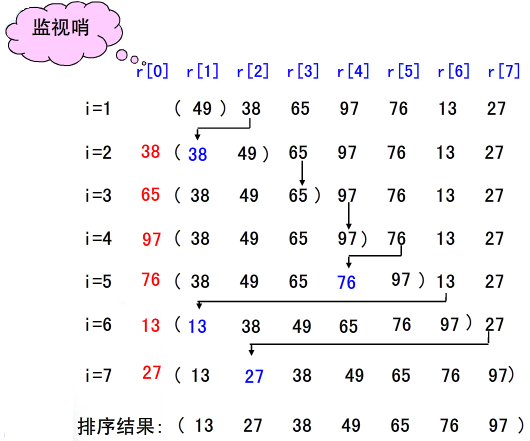 监视哨
r[0] r[1] r[2] r[3] r[4] r[5] r[6] r[7]
i=1 ( 49 ) 38 65 97 76 13 27
i=2 38 ( 38 49 ) 65 97 76 13 27
i=3 65 ( 38 49 65 ) 97 76 13 27
i=4 97 ( 38 49 65 97 ) 76 13 27
i=5 76 ( 38 49 65 76 97 ) 13 27
i=6 13 ( 13 38 49 65 76 97 ) 27
i=7 27 ( 13 27 38 49 65 76 97 )
排序结果: ( 13 27 38 49 65 76 97 )